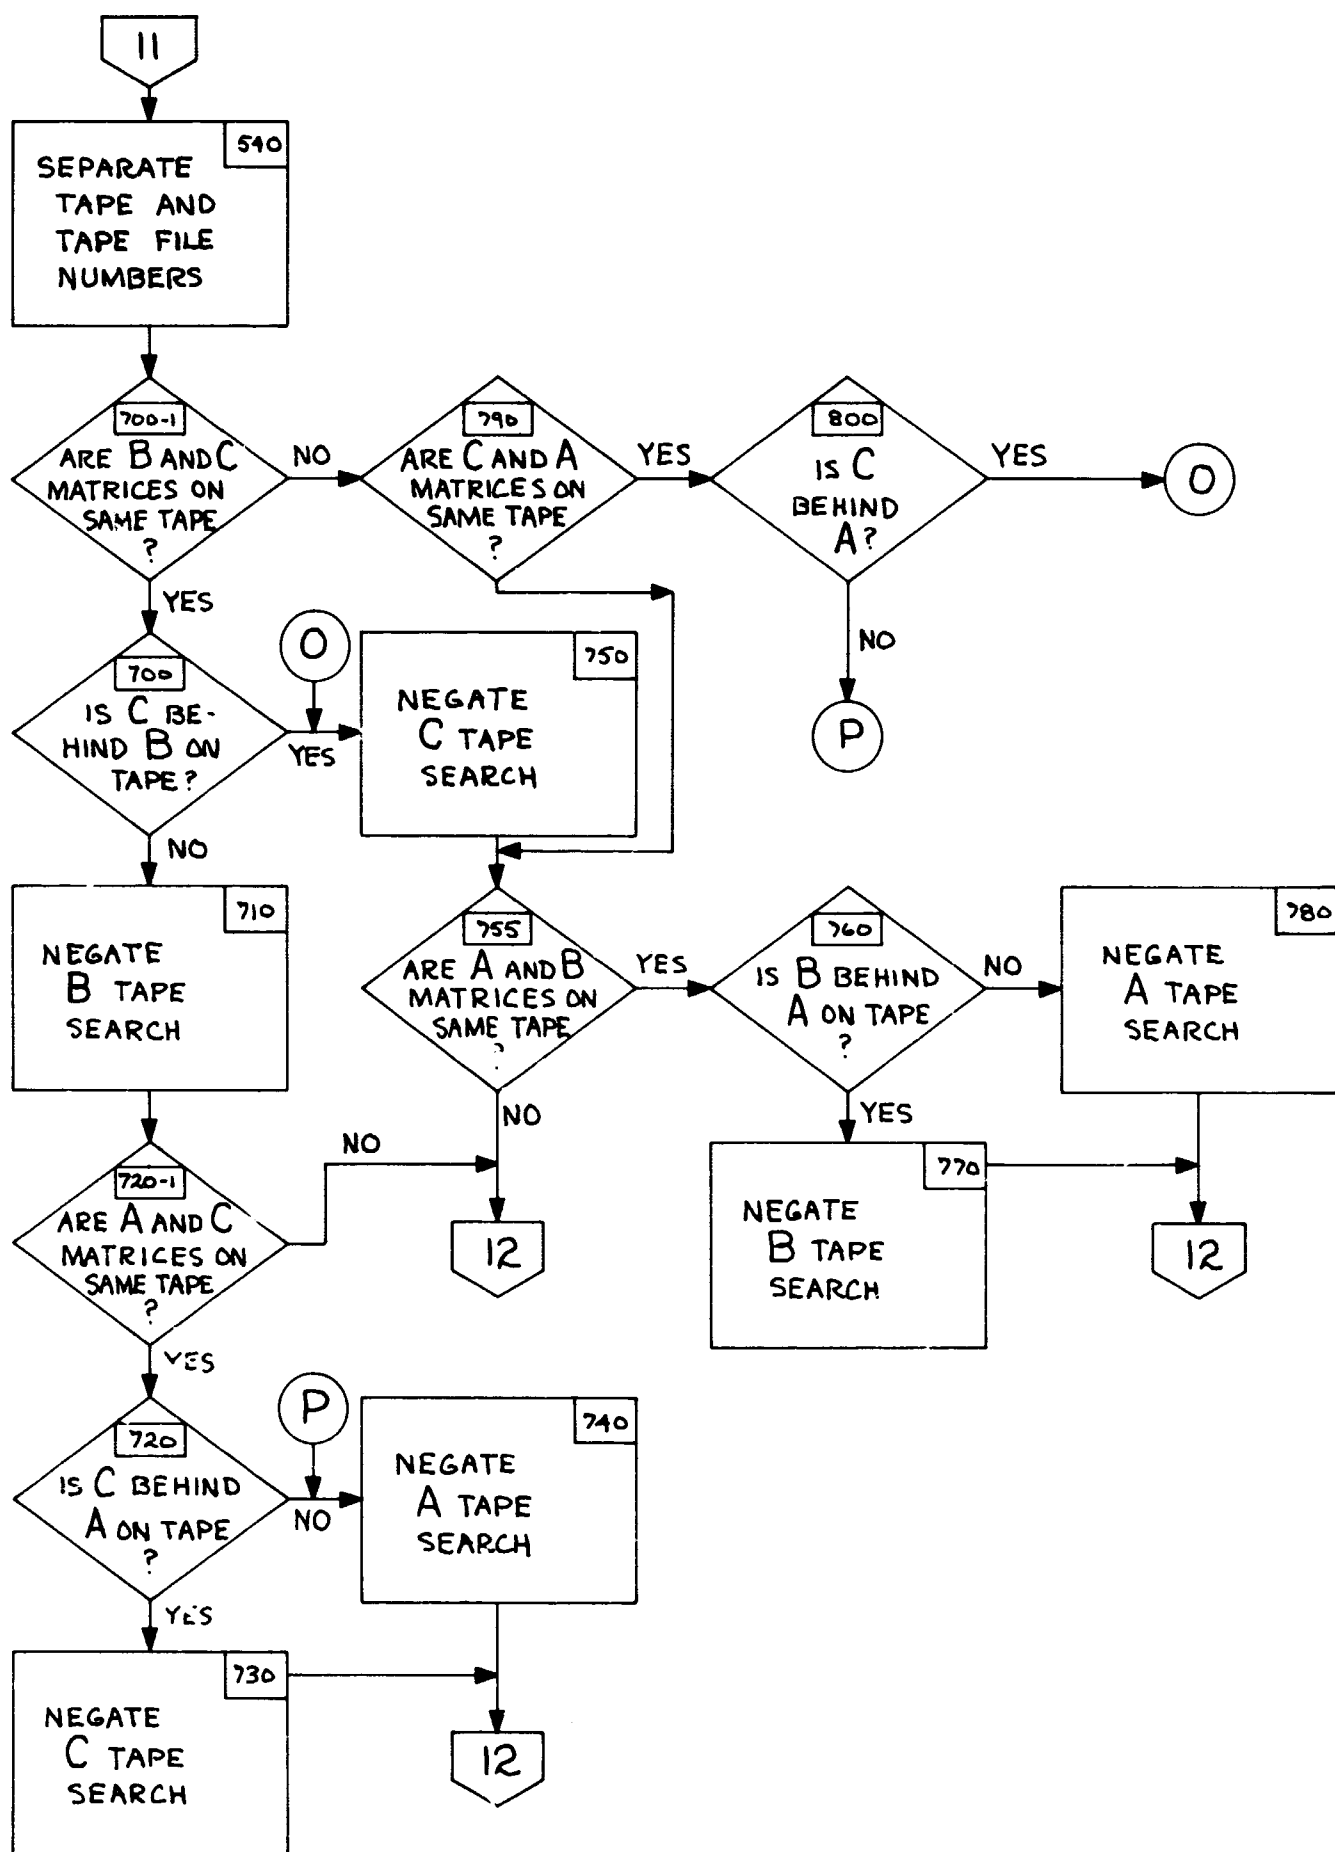 11
540
SEPARATE
TAPE AND
TAPE FILE
NUMBERS
700-1
ARE B AND C
MATRICES ON
SAME TAPE
?
NO
790
ARE C AND A
MATRICES ON
SAME TAPE
?
YES
800
IS C
BEHIND
A?
YES
O
YES
NO
P
700
IS C BE-
HIND B ON
TAPE?
O
YES
750
NEGATE
C TAPE
SEARCH
NO
710
NEGATE
B TAPE
SEARCH
755
ARE A AND B
MATRICES ON
SAME TAPE
?
YES
760
IS B BEHIND
A ON TAPE
?
NO
780
NEGATE
A TAPE
SEARCH
NO
YES
720-1
ARE A AND C
MATRICES ON
SAME TAPE
?
NO
12
770
NEGATE
B TAPE
SEARCH
12
YES
720
IS C BEHIND
A ON TAPE
?
P
NO
740
NEGATE
A TAPE
SEARCH
YES
730
NEGATE
C TAPE
SEARCH
12